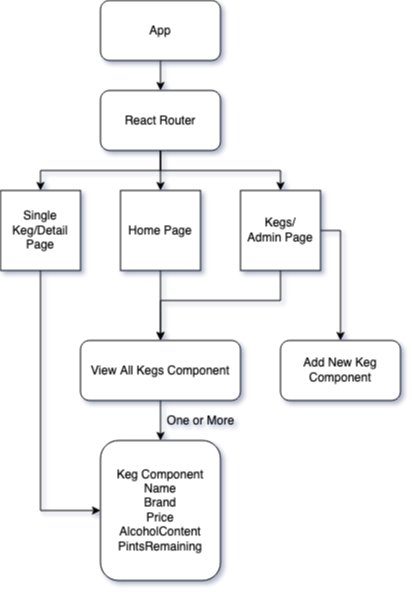 App
React Router
Single
Keg/Detail
Page
Home Page
Kegs/
Admin Page
View All Kegs Component
Add New Keg
Component
One or More
Keg Component
Name
Brand
Price
AlcoholContent
PintsRemaining